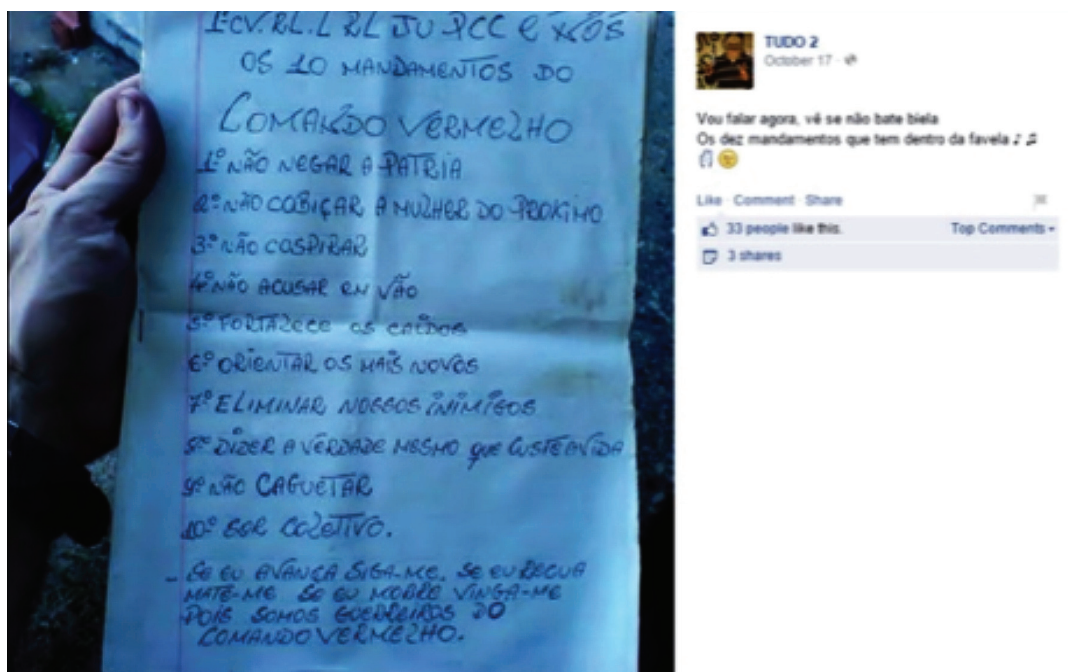 OS 10 MANDAMENTOS DO
COMANDO VERMELHO
1º NÃO NEGAR A PATRIA
2º NÃO COBIÇAR A MULHER DO PROXIMO
3º NÃO COSPIRAR
4º NÃO ACUSAR EM VÃO
5º FORTALECE OS CAÍDOS
6º ORIENTAR OS MAIS NOVOS
7º ELIMINAR NOSSOS INIMIGOS
8º DIZER A VERDADE MESMO QUE CUSTE A VIDA
9º NÃO CAGUETAR
10º SER COLETIVO.
- SE EU AVANÇA SIGA-ME. SE EU RECUA
MATE-ME SE EU MORRE VINGA-ME
POIS SOMOS GUERREIROS DO
COMANDO VERMELHO.
TUDO 2
October 17
Vou falar agora, vê se não bate biela
Os dez mandamentos que tem dentro da favela ♪ ♫
Like · Comment · Share
33 people like this.
Top Comments
3 shares